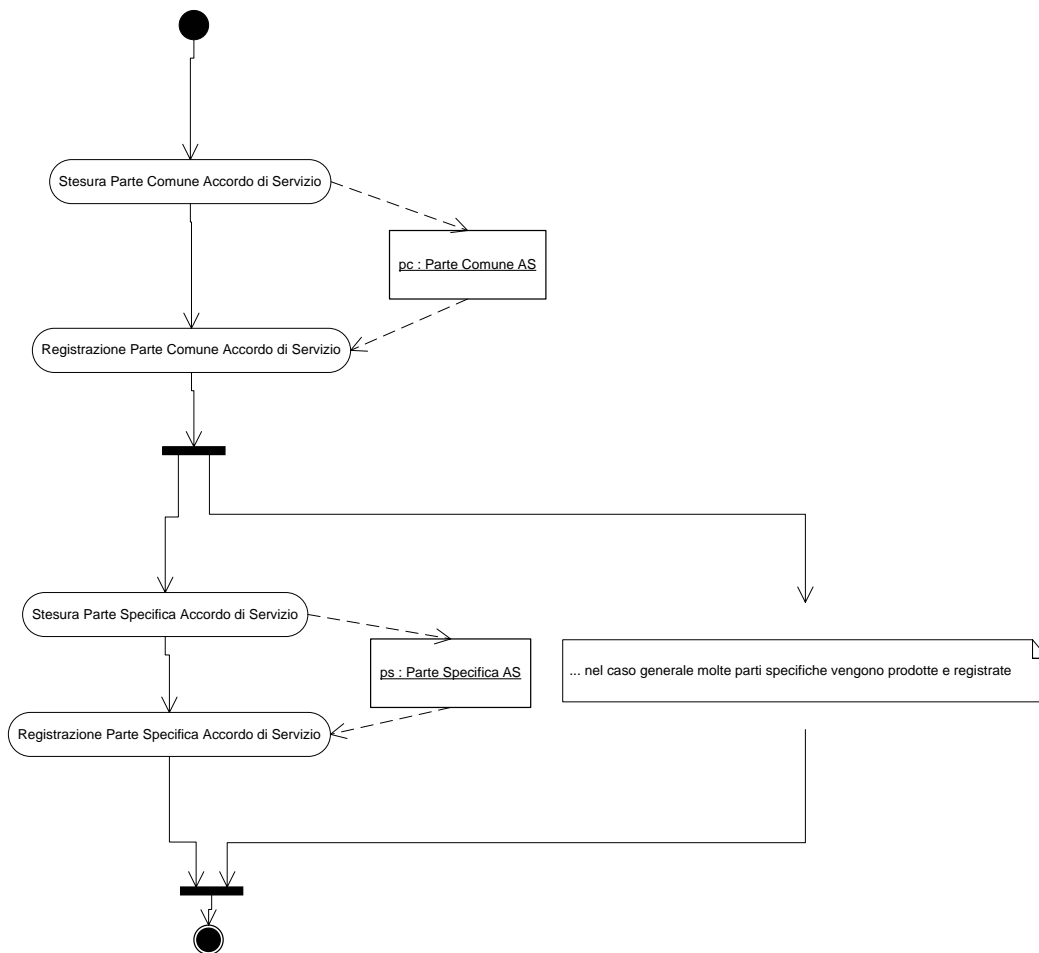 Stesura Parte Comune Accordo di Servizio
pc : Parte Comune AS
Registrazione Parte Comune Accordo di Servizio
Stesura Parte Specifica Accordo di Servizio
ps : Parte Specifica AS
... nel caso generale molte parti specifiche vengono prodotte e registrate
Registrazione Parte Specifica Accordo di Servizio